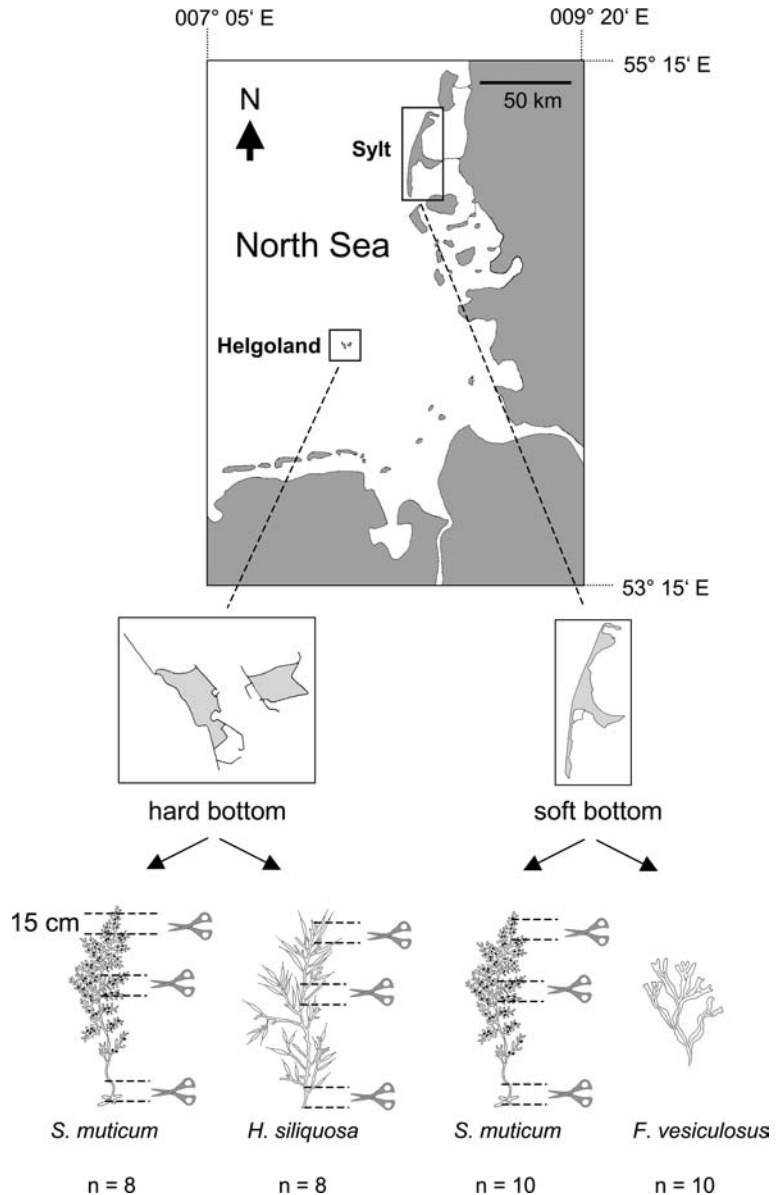 007° 05‘ E 009° 20‘ E
55° 15‘ E
50 km
N
Sylt
North Sea
Helgoland
53° 15‘ E
hard bottom soft bottom
15 cm
S. muticum H. siliquosa S. muticum F. vesiculosus
n = 8 n = 8 n = 10 n = 10